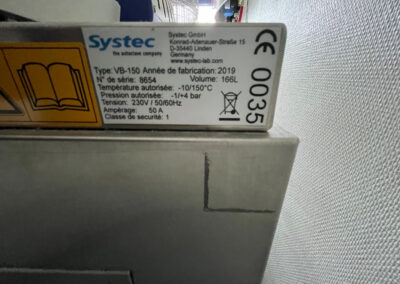 Systec
the autoclave company
Systec GmbH
Konrad-Adenauer-Straße 15
D-35440 Linden
Germany
www.systec-lab.com
Type: VB-150 Année de fabrication: 2019
N° de série: 8654 Volume: 166L
Température autorisée: -10/150°C
Pression autorisée: -1/+4 bar
Tension: 230V / 50/60Hz
Ampérage: 50 A
Classe de sécurité: 1
CE 0035